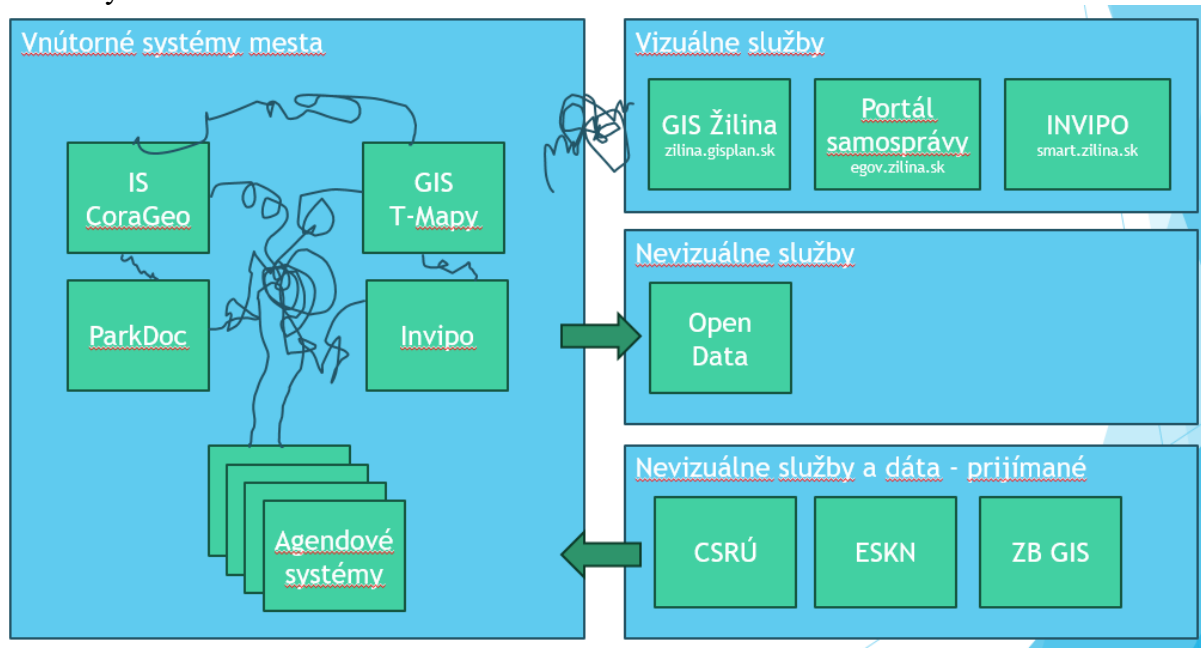 Vnútorné systémy mesta
IS
CoraGeo
GIS
T-Mapy
ParkDoc
Invipo
Agendové
systémy
Vizuálne služby
GIS Žilina
zilina.gisplan.sk
Portál
samosprávy
egov.zilina.sk
INVIPO
smart.zilina.sk
Nevizuálne služby
Open
Data
Nevizuálne služby a dáta - prijímané
CSRÚ
ESKN
ZB GIS